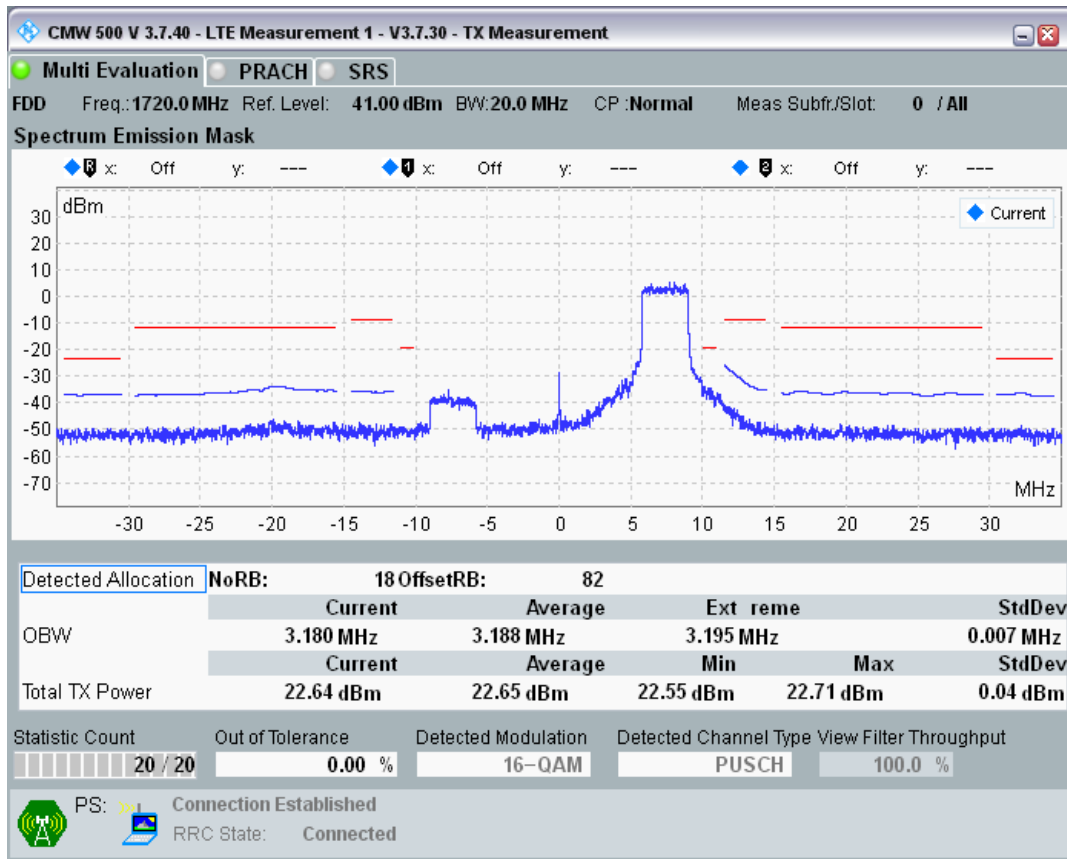 CMW 500 V 3.7.40 - LTE Measurement 1 - V3.7.30 - TX Measurement
Multi Evaluation PRACH SRS
FDD Freq.:1720.0 MHz Ref. Level: 41.00 dBm BW:20.0 MHz CP :Normal Meas Subfr./Slot: 0 / All
Spectrum Emission Mask
R x: Off y: --- 1 x: Off y: --- 2 x: Off y: ---
dBm
Current
30
20
10
0
-10
-20
-30
-40
-50
-60
-70
MHz
-30 -25 -20 -15 -10 -5 0 5 10 15 20 25 30
Detected Allocation NoRB: 18 OffsetRB: 82
Current Average Ext reme StdDev
OBW 3.180 MHz 3.188 MHz 3.195 MHz 0.007 MHz
Current Average Min Max StdDev
Total TX Power 22.64 dBm 22.65 dBm 22.55 dBm 22.71 dBm 0.04 dBm
Statistic Count Out of Tolerance Detected Modulation Detected Channel Type View Filter Throughput
20 / 20 0.00 % 16-QAM PUSCH 100.0 %
PS: Connection Established
RRC State: Connected